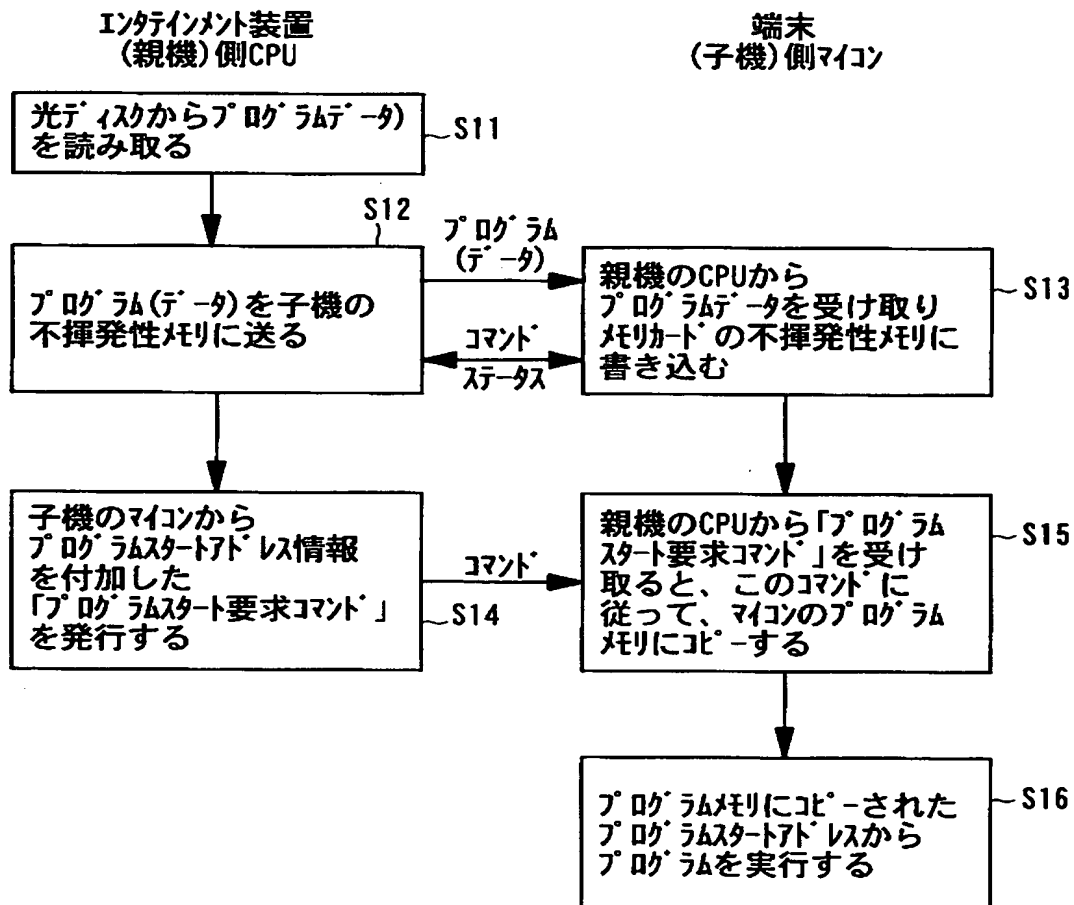 ｴﾝﾀﾃｲﾝﾒﾝﾄ装置
(親機)側CPU
端末
(子機)側ﾏｲｺﾝ
光ﾃﾞｨｽｸからﾌﾟﾛｸﾞﾗﾑﾃﾞｰﾀ)
を読み取る
S11
S12
ﾌﾟﾛｸﾞﾗﾑ(ﾃﾞｰﾀ)を子機の
不揮発性ﾒﾓﾘに送る
ﾌﾟﾛｸﾞﾗﾑ
(ﾃﾞｰﾀ)
ｺﾏﾝﾄﾞ
ｽﾃｰﾀｽ
親機のCPUから
ﾌﾟﾛｸﾞﾗﾑﾃﾞｰﾀを受け取り
ﾒﾓﾘｶｰﾄﾞの不揮発性ﾒﾓﾘに
書き込む
S13
子機のﾏｲｺﾝから
ﾌﾟﾛｸﾞﾗﾑｽﾀｰﾄｱﾄﾞﾚｽ情報
を付加した
｢ﾌﾟﾛｸﾞﾗﾑｽﾀｰﾄ要求ｺﾏﾝﾄﾞ｣
を発行する
S14
ｺﾏﾝﾄﾞ
親機のCPUから｢ﾌﾟﾛｸﾞﾗﾑ
ｽﾀｰﾄ要求ｺﾏﾝﾄﾞ｣を受け
取ると、このｺﾏﾝﾄﾞに
従って、ﾏｲｺﾝのﾌﾟﾛｸﾞﾗﾑ
ﾒﾓﾘにｺﾋﾟｰする
S15
ﾌﾟﾛｸﾞﾗﾑﾒﾓﾘにｺﾋﾟｰされた
ﾌﾟﾛｸﾞﾗﾑｽﾀｰﾄｱﾄﾞﾚｽから
ﾌﾟﾛｸﾞﾗﾑを実行する
S16